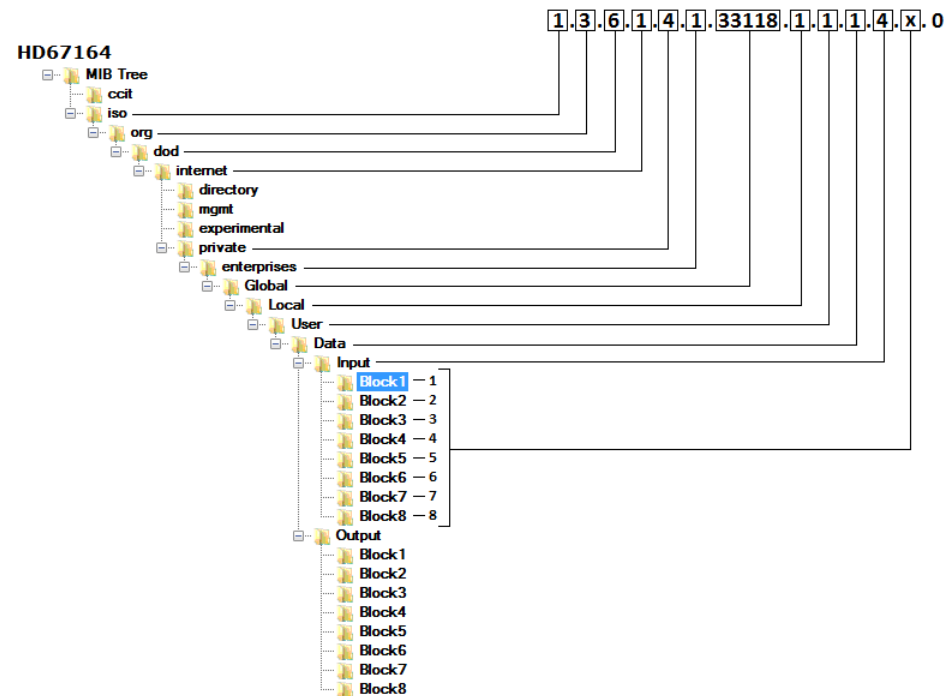 1.3.6.1.4.1.33118.1.1.1.4.x.0
HD67164
MIB Tree
ccit
iso
org
dod
internet
directory
mgmt
experimental
private
enterprises
Global
Local
User
Data
Input
Block1 — 1
Block2 — 2
Block3 — 3
Block4 — 4
Block5 — 5
Block6 — 6
Block7 — 7
Block8 — 8
Output
Block1
Block2
Block3
Block4
Block5
Block6
Block7
Block8